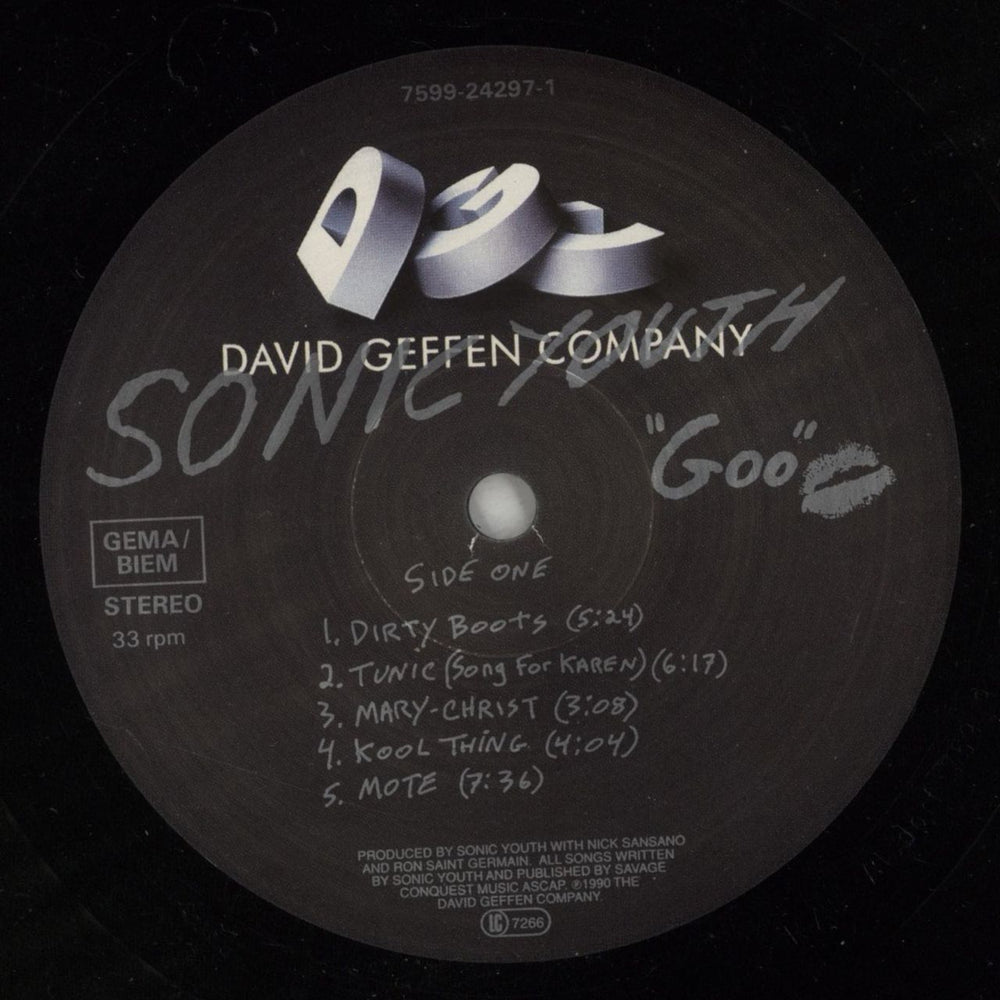 7599-24297-1
DGC
DAVID GEFFEN COMPANY
SONIC YOUTH
"Goo"
GEMA/
BIEM
STEREO
33 rpm
SIDE ONE
1. DIRTY BOOTS (5:24)
2. TUNIC (Song For KAREN) (6:17)
3. MARY-CHRIST (3:08)
4. KOOL THING (4:04)
5. MOTE (7:36)
PRODUCED BY SONIC YOUTH WITH NICK SANSANO
AND RON SAINT GERMAIN. ALL SONGS WRITTEN
BY SONIC YOUTH AND PUBLISHED BY SAVAGE
CONQUEST MUSIC ASCAP ℗1990 THE
DAVID GEFFEN COMPANY.
LC 7266